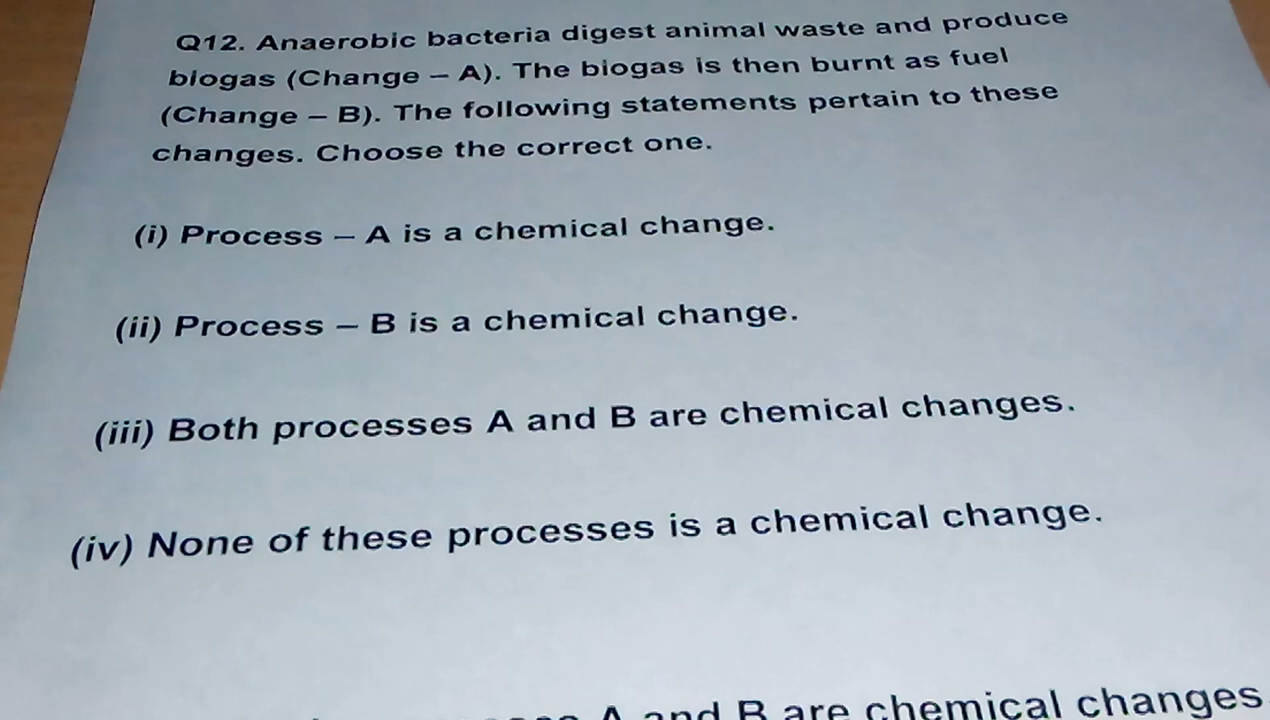 Q12. Anaerobic bacteria digest animal waste and produce
biogas (Change – A). The biogas is then burnt as fuel
(Change – B). The following statements pertain to these
changes. Choose the correct one.
(i) Process – A is a chemical change.
(ii) Process – B is a chemical change.
(iii) Both processes A and B are chemical changes.
(iv) None of these processes is a chemical change.
A and B are chemical changes